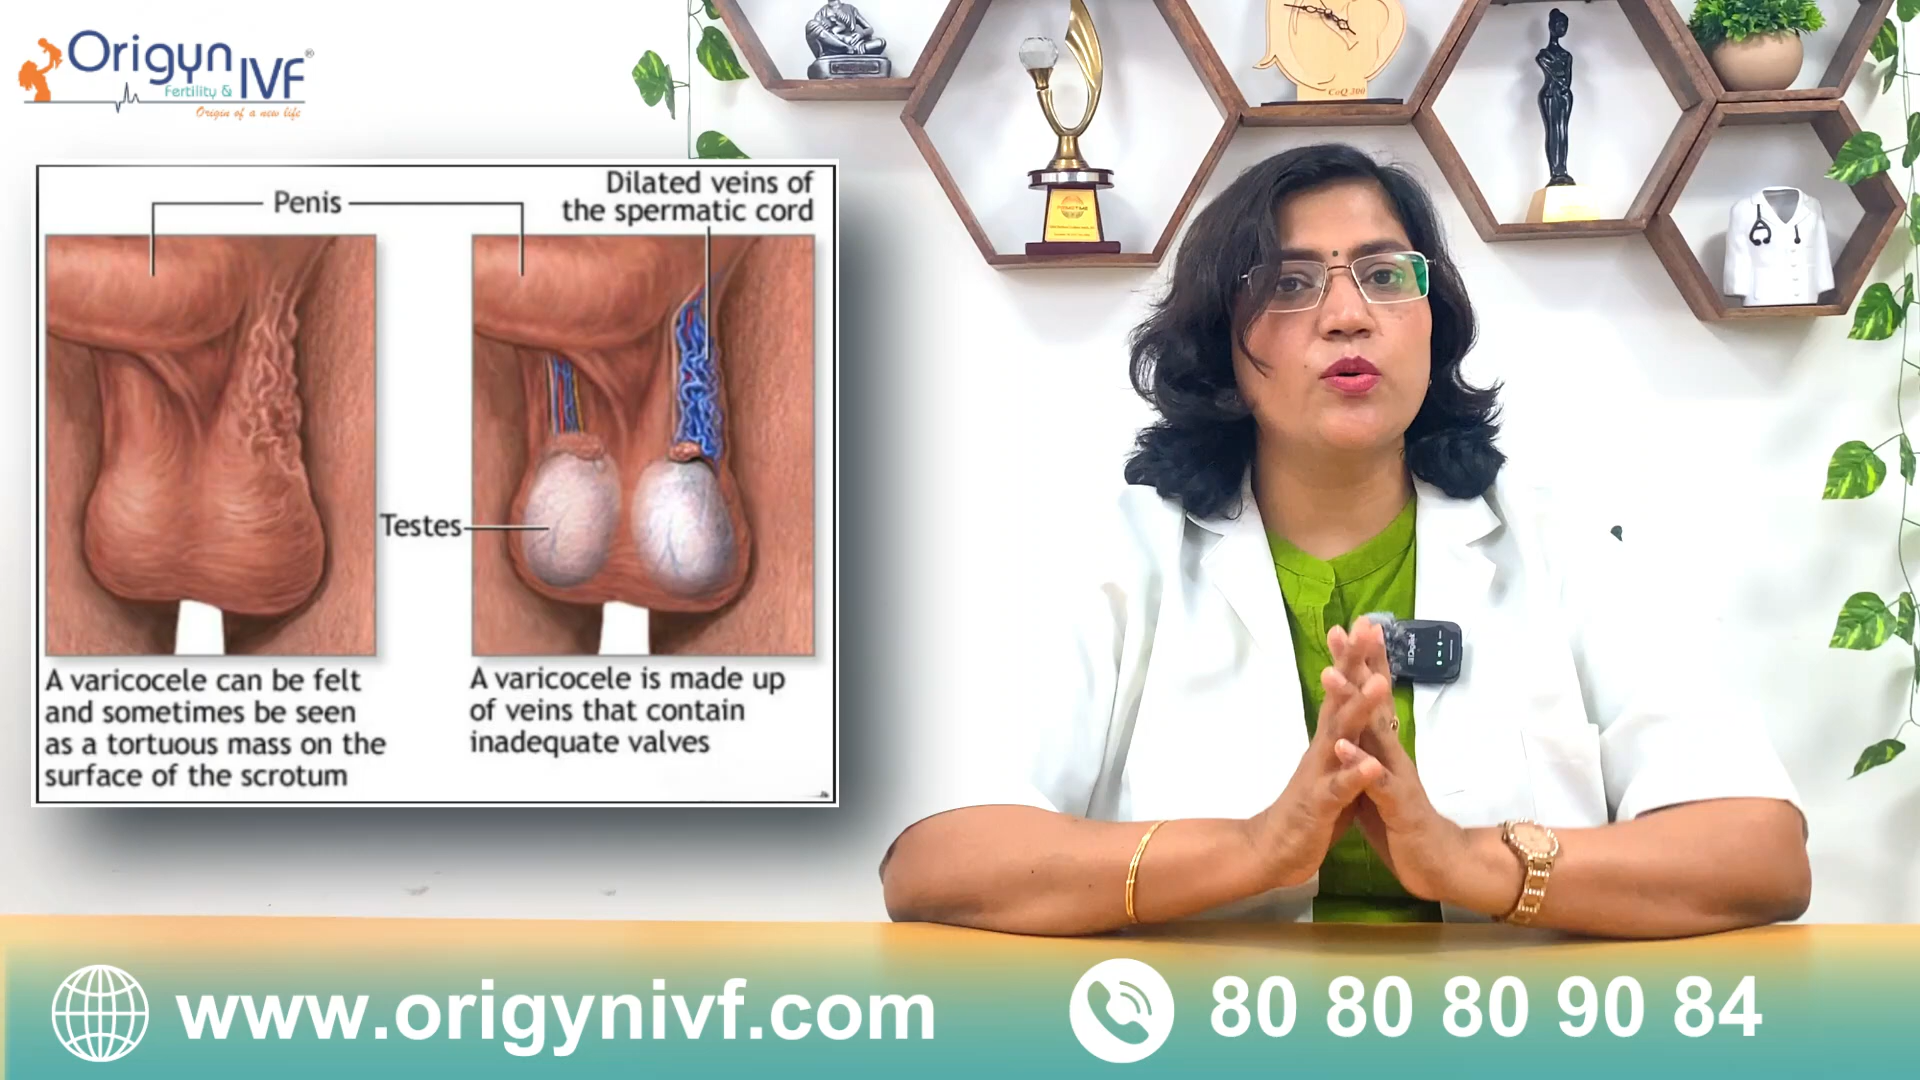 Origyn
Fertility & IVF®
Origin of a new life
Penis
Dilated veins of
the spermatic cord
Testes
A varicocele can be felt
and sometimes be seen
as a tortuous mass on the
surface of the scrotum
A varicocele is made up
of veins that contain
inadequate valves
CoQ 300
www.origynivf.com
80 80 80 90 84